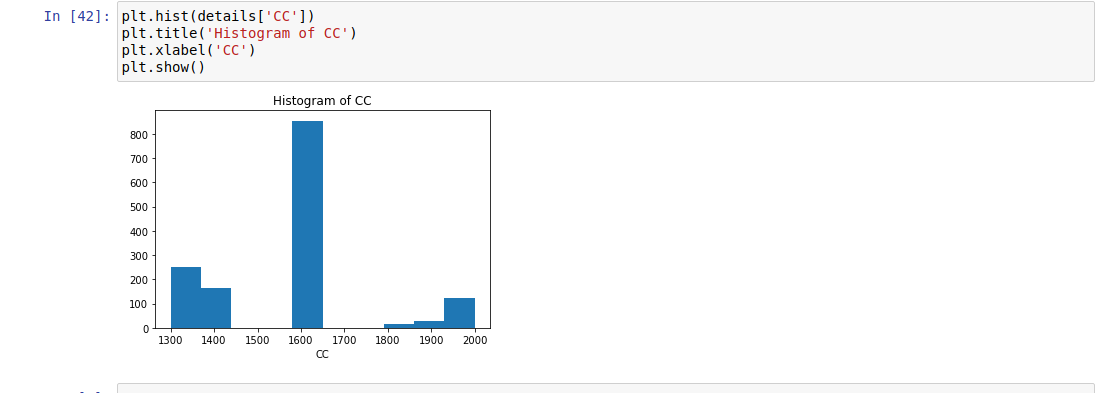 In [42]: plt.hist(details['CC'])
plt.title('Histogram of CC')
plt.xlabel('CC')
plt.show()
Histogram of CC
800
700
600
500
400
300
200
100
0
1300 1400 1500 1600 1700 1800 1900 2000
CC